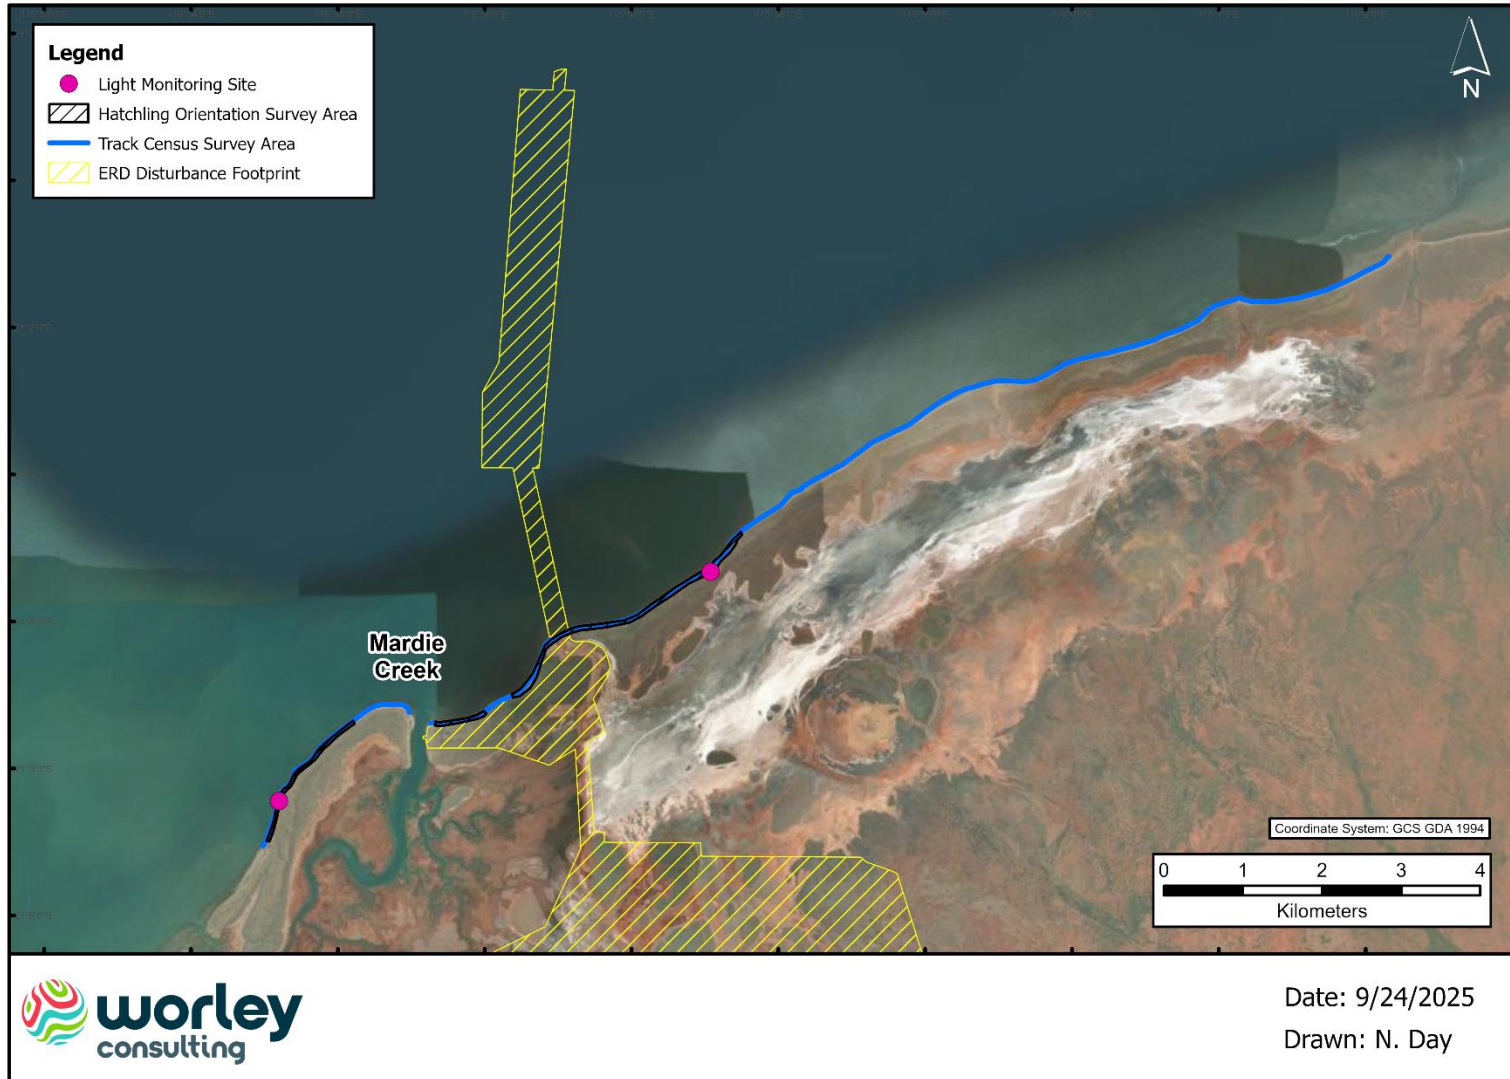 Legend
Light Monitoring Site
Hatchling Orientation Survey Area
Track Census Survey Area
ERD Disturbance Footprint
N
Mardie
Creek
Coordinate System: GCS GDA 1994
0 1 2 3 4
Kilometers
worley
consulting
Date: 9/24/2025
Drawn: N. Day